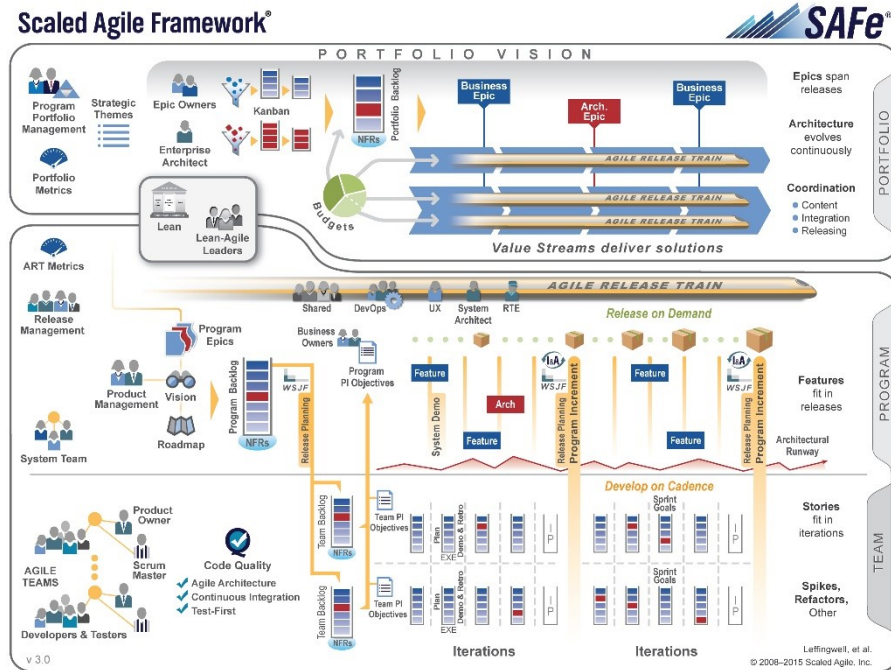 Scaled Agile Framework®
SAFe®
PORTFOLIO VISION
Program
Portfolio
Management
Strategic
Themes
Portfolio
Metrics
Epic Owners
Enterprise
Architect
Kanban
Portfolio Backlog
NFRs
Budgets
Business
Epic
Arch.
Epic
Business
Epic
AGILE RELEASE TRAIN
AGILE RELEASE TRAIN
AGILE RELEASE TRAIN
Value Streams deliver solutions
Epics span
releases
Architecture
evolves
continuously
Coordination
Content
Integration
Releasing
PORTFOLIO
Lean
Lean-Agile
Leaders
ART Metrics
Release
Management
AGILE RELEASE TRAIN
Shared
DevOps
UX
System
Architect
RTE
Release on Demand
Program
Epics
Product
Management
Vision
Roadmap
System Team
Program Backlog
NFRs
WSJF
Release Planning
Business
Owners
Program
PI Objectives
Feature
System Demo
Feature
Arch
I&A
WSJF
Release Planning
Program Increment
Feature
Feature
I&A
WSJF
Release Planning
Program Increment
Architectural
Runway
Features
fit in
releases
PROGRAM
Develop on Cadence
Product
Owner
AGILE
TEAMS
Scrum
Master
Developers & Testers
Code Quality
Agile Architecture
Continuous Integration
Test-First
Team Backlog
NFRs
Team PI
Objectives
Plan
EXE
Demo & Retro
I P
Sprint
Goals
I P
Team Backlog
NFRs
Team PI
Objectives
Plan
EXE
Demo & Retro
I P
Sprint
Goals
I P
Iterations
Iterations
Stories
fit in
iterations
Spikes,
Refactors,
Other
TEAM
v 3.0
Leffingwell, et al.
© 2008–2015 Scaled Agile, Inc.